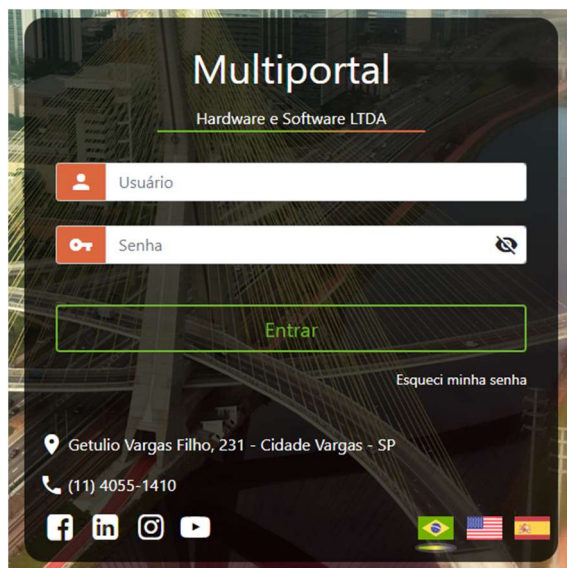 Multiportal
Hardware e Software LTDA
Usuário
Senha
Entrar
Esqueci minha senha
Getulio Vargas Filho, 231 - Cidade Vargas - SP
(11) 4055-1410